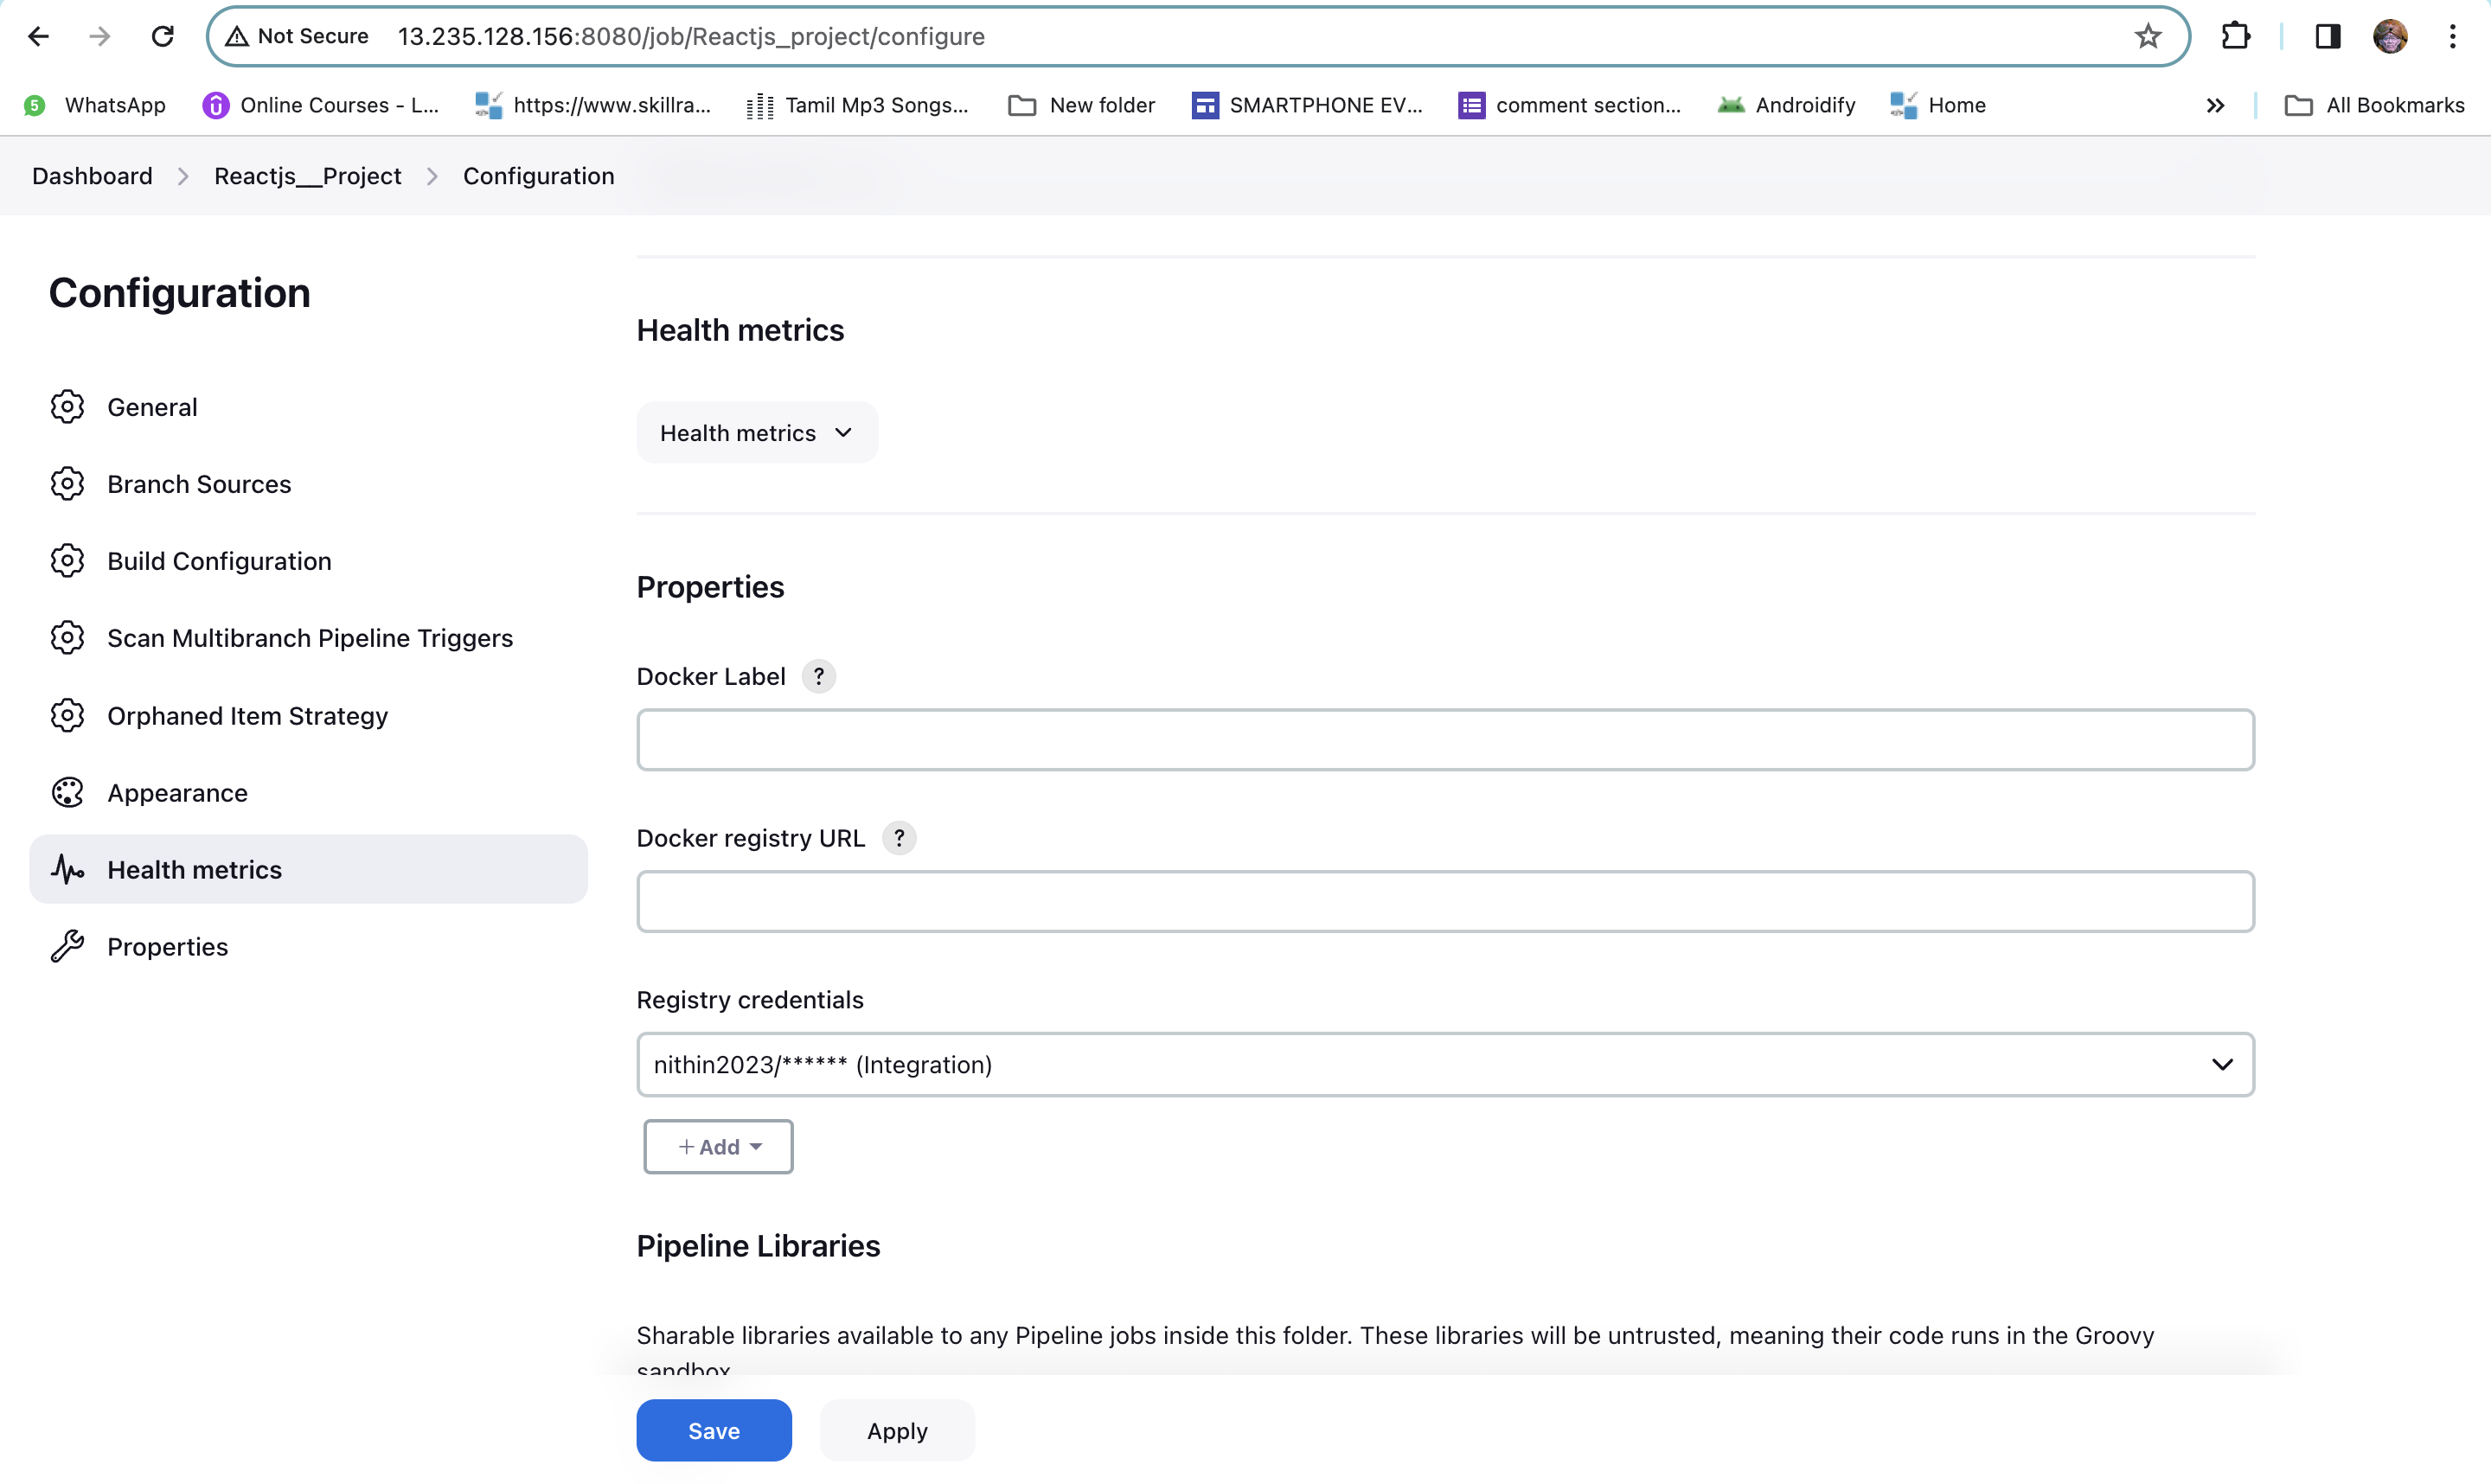 Not Secure 13.235.128.156:8080/job/Reactjs_project/configure
5 WhatsApp Online Courses - L... https://www.skillra... Tamil Mp3 Songs... New folder SMARTPHONE EV... comment section... Androidify Home » All Bookmarks
Dashboard > Reactjs__Project > Configuration
Configuration
General
Branch Sources
Build Configuration
Scan Multibranch Pipeline Triggers
Orphaned Item Strategy
Appearance
Health metrics
Properties
Health metrics
Health metrics
Properties
Docker Label ?
Docker registry URL ?
Registry credentials
nithin2023/****** (Integration)
+ Add
Pipeline Libraries
Sharable libraries available to any Pipeline jobs inside this folder. These libraries will be untrusted, meaning their code runs in the Groovy
sandbox
Save Apply